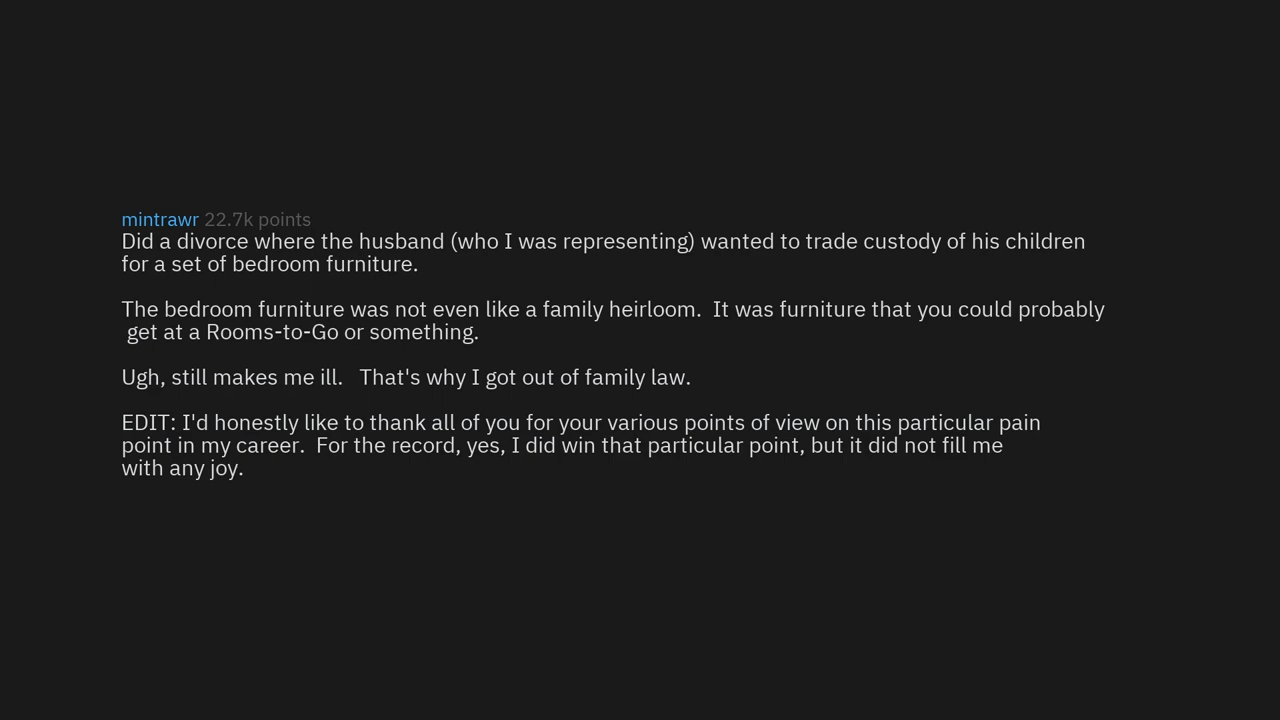 mintrawr 22.7k points
Did a divorce where the husband (who I was representing) wanted to trade custody of his children
for a set of bedroom furniture.
The bedroom furniture was not even like a family heirloom.  It was furniture that you could probably
get at a Rooms-to-Go or something.
Ugh, still makes me ill.   That's why I got out of family law.
EDIT: I'd honestly like to thank all of you for your various points of view on this particular pain
point in my career.  For the record, yes, I did win that particular point, but it did not fill me
with any joy.